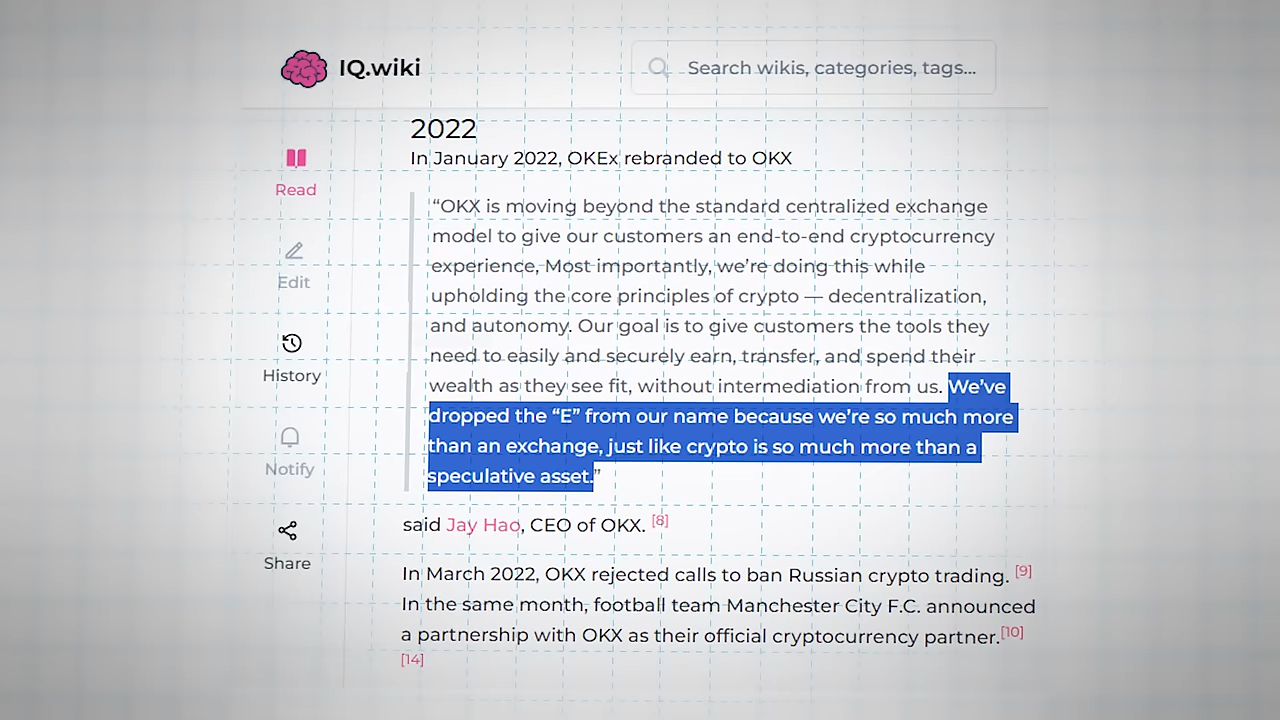 IQ.wiki
Search wikis, categories, tags...
2022
In January 2022, OKEx rebranded to OKX
Read
“OKX is moving beyond the standard centralized exchange
model to give our customers an end-to-end cryptocurrency
Edit
experience, Most importantly, we’re doing this while
upholding the core principles of crypto — decentralization,
and autonomy. Our goal is to give customers the tools they
History
need to easily and securely earn, transfer, and spend their
wealth as they see fit, without intermediation from us. We’ve
dropped the “E” from our name because we’re so much more
Notify
than an exchange, just like crypto is so much more than a
speculative asset.”
said Jay Hao, CEO of OKX. [8]
Share
In March 2022, OKX rejected calls to ban Russian crypto trading. [9]
In the same month, football team Manchester City F.C. announced
a partnership with OKX as their official cryptocurrency partner.[10]
[14]